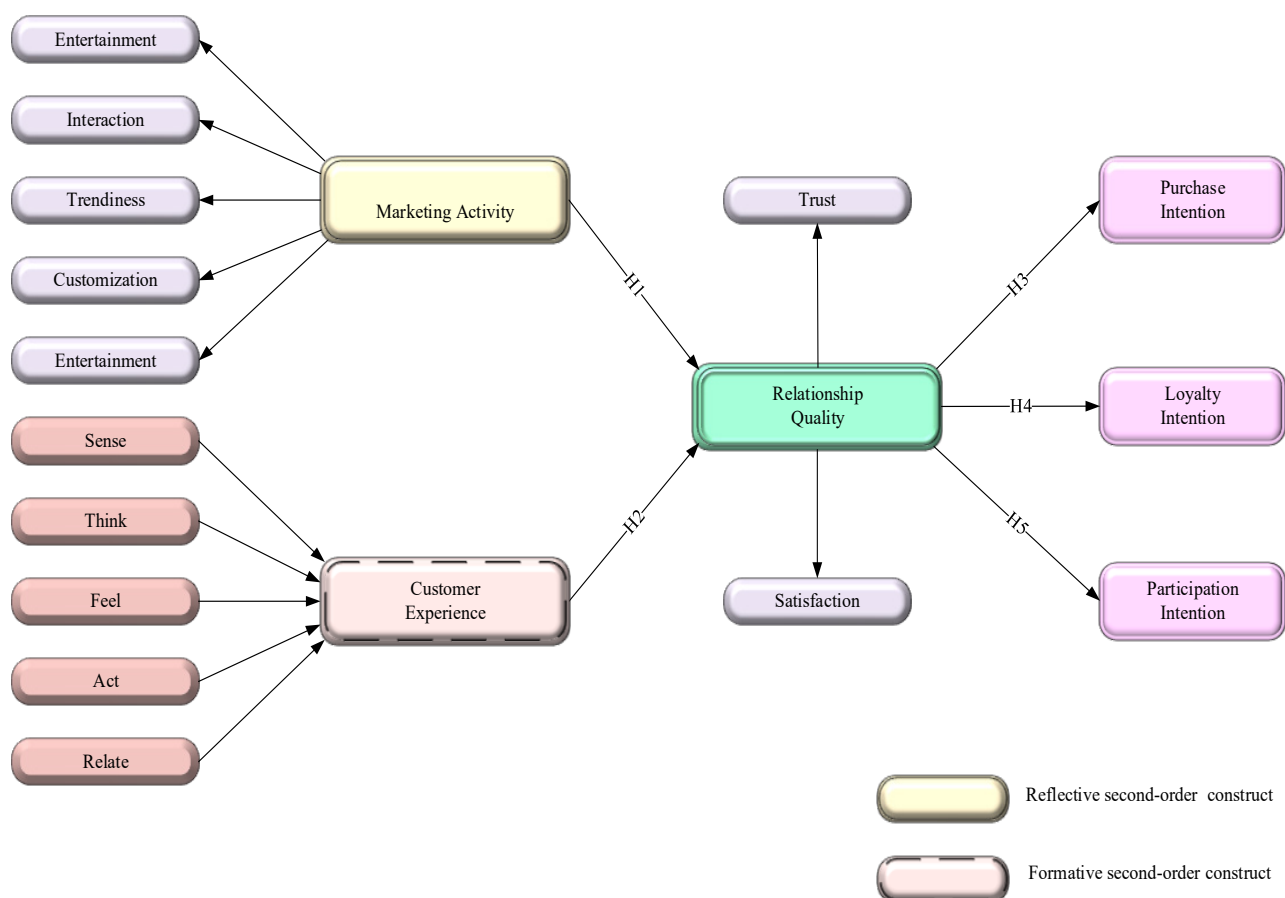 Entertainment
Interaction
Trendiness
Customization
Entertainment
Marketing Activity
Sense
Think
Feel
Act
Relate
Customer
Experience
H1
H2
Trust
Relationship
Quality
Satisfaction
H3
H4
H5
Purchase
Intention
Loyalty
Intention
Participation
Intention
Reflective second-order construct
Formative second-order construct